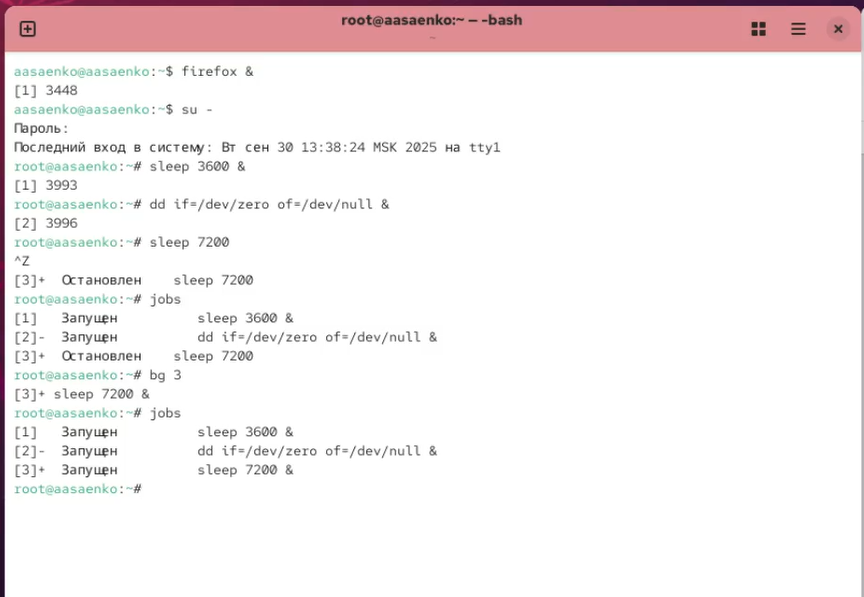 root@aasaenko:~ — -bash
~
aasaenko@aasaenko:~$ firefox &
[1] 3448
aasaenko@aasaenko:~$ su -
Пароль:
Последний вход в систему: Вт сен 30 13:38:24 MSK 2025 на tty1
root@aasaenko:~# sleep 3600 &
[1] 3993
root@aasaenko:~# dd if=/dev/zero of=/dev/null &
[2] 3996
root@aasaenko:~# sleep 7200
^Z
[3]+  Остановлен    sleep 7200
root@aasaenko:~# jobs
[1]   Запущен          sleep 3600 &
[2]-  Запущен          dd if=/dev/zero of=/dev/null &
[3]+  Остановлен    sleep 7200
root@aasaenko:~# bg 3
[3]+ sleep 7200 &
root@aasaenko:~# jobs
[1]   Запущен          sleep 3600 &
[2]-  Запущен          dd if=/dev/zero of=/dev/null &
[3]+  Запущен          sleep 7200 &
root@aasaenko:~#